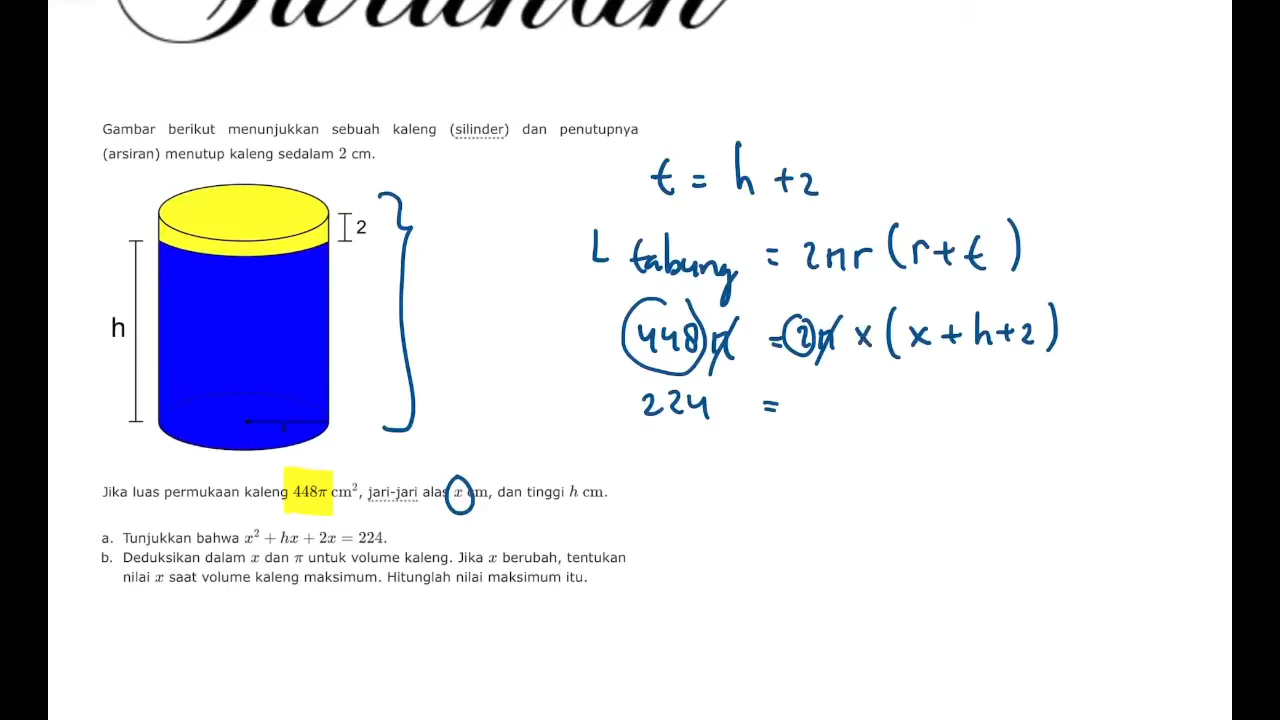 Turunan
Gambar berikut menunjukkan sebuah kaleng (silinder) dan penutupnya
(arsiran) menutup kaleng sedalam 2 cm.
2
h
t = h + 2
L tabung = 2πr (r + t)
448π = 2π x (x + h + 2)
224 =
Jika luas permukaan kaleng 448π cm², jari-jari alas x cm, dan tinggi h cm.
a. Tunjukkan bahwa x² + hx + 2x = 224.
b. Deduksikan dalam x dan π untuk volume kaleng. Jika x berubah, tentukan
nilai x saat volume kaleng maksimum. Hitunglah nilai maksimum itu.